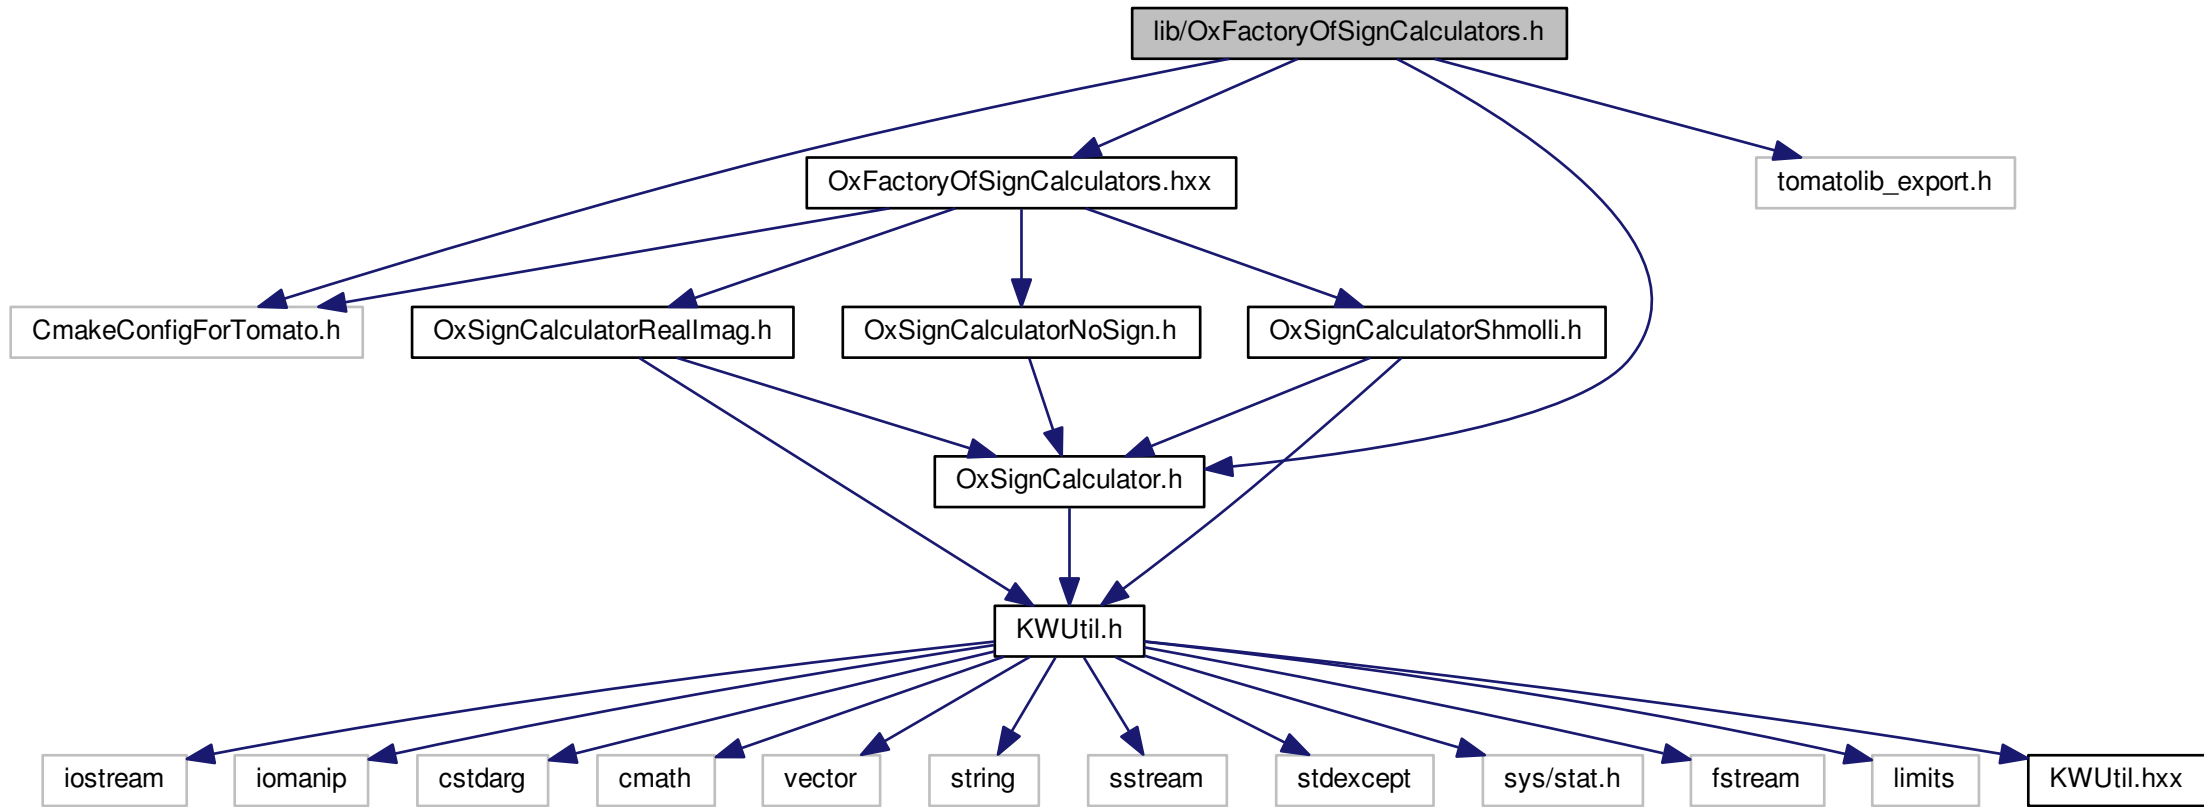 lib/OxFactoryOfSignCalculators.h
OxFactoryOfSignCalculators.hxx
tomatolib_export.h
CmakeConfigForTomato.h
OxSignCalculatorRealImag.h
OxSignCalculatorNoSign.h
OxSignCalculatorShmolli.h
OxSignCalculator.h
KWUtil.h
iostream
iomanip
cstdarg
cmath
vector
string
sstream
stdexcept
sys/stat.h
fstream
limits
KWUtil.hxx